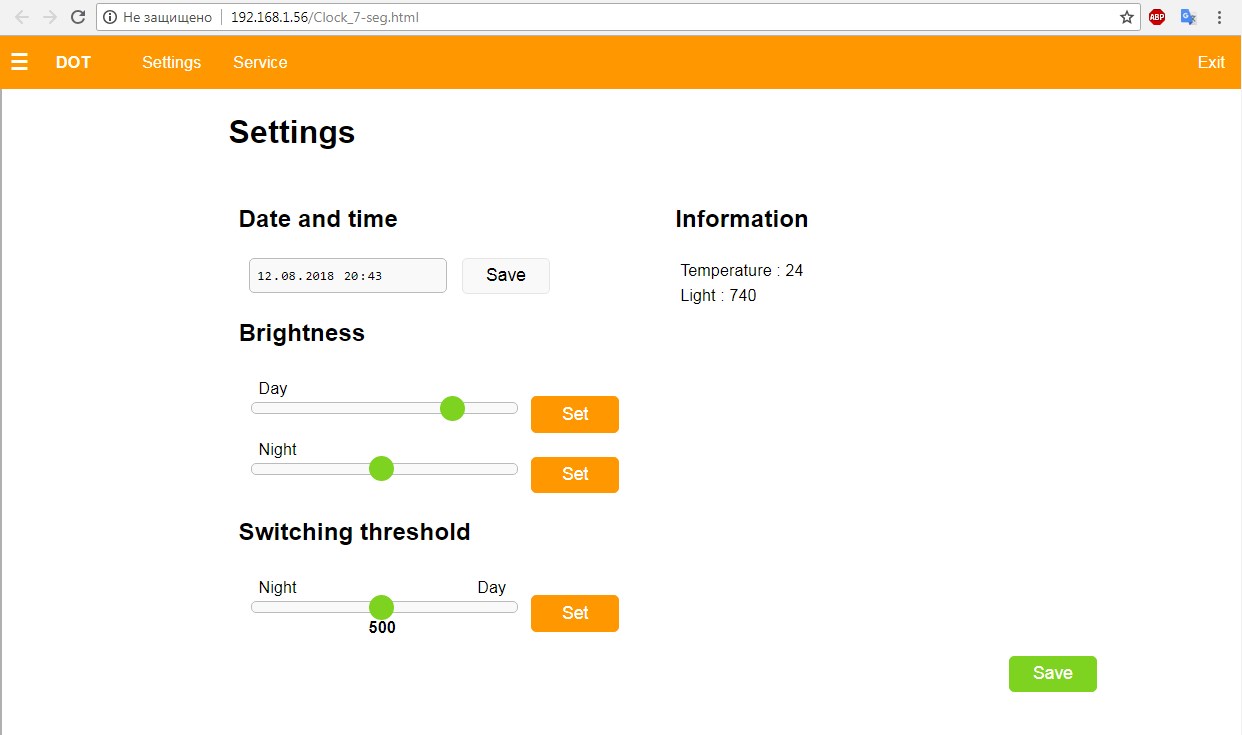 Не защищено 192.168.1.56/Clock_7-seg.html ABP
DOT Settings Service Exit
Settings
Date and time
12.08.2018 20:43 Save
Information
Temperature : 24
Light : 740
Brightness
Day
Set
Night
Set
Switching threshold
Night Day
Set
500
Save